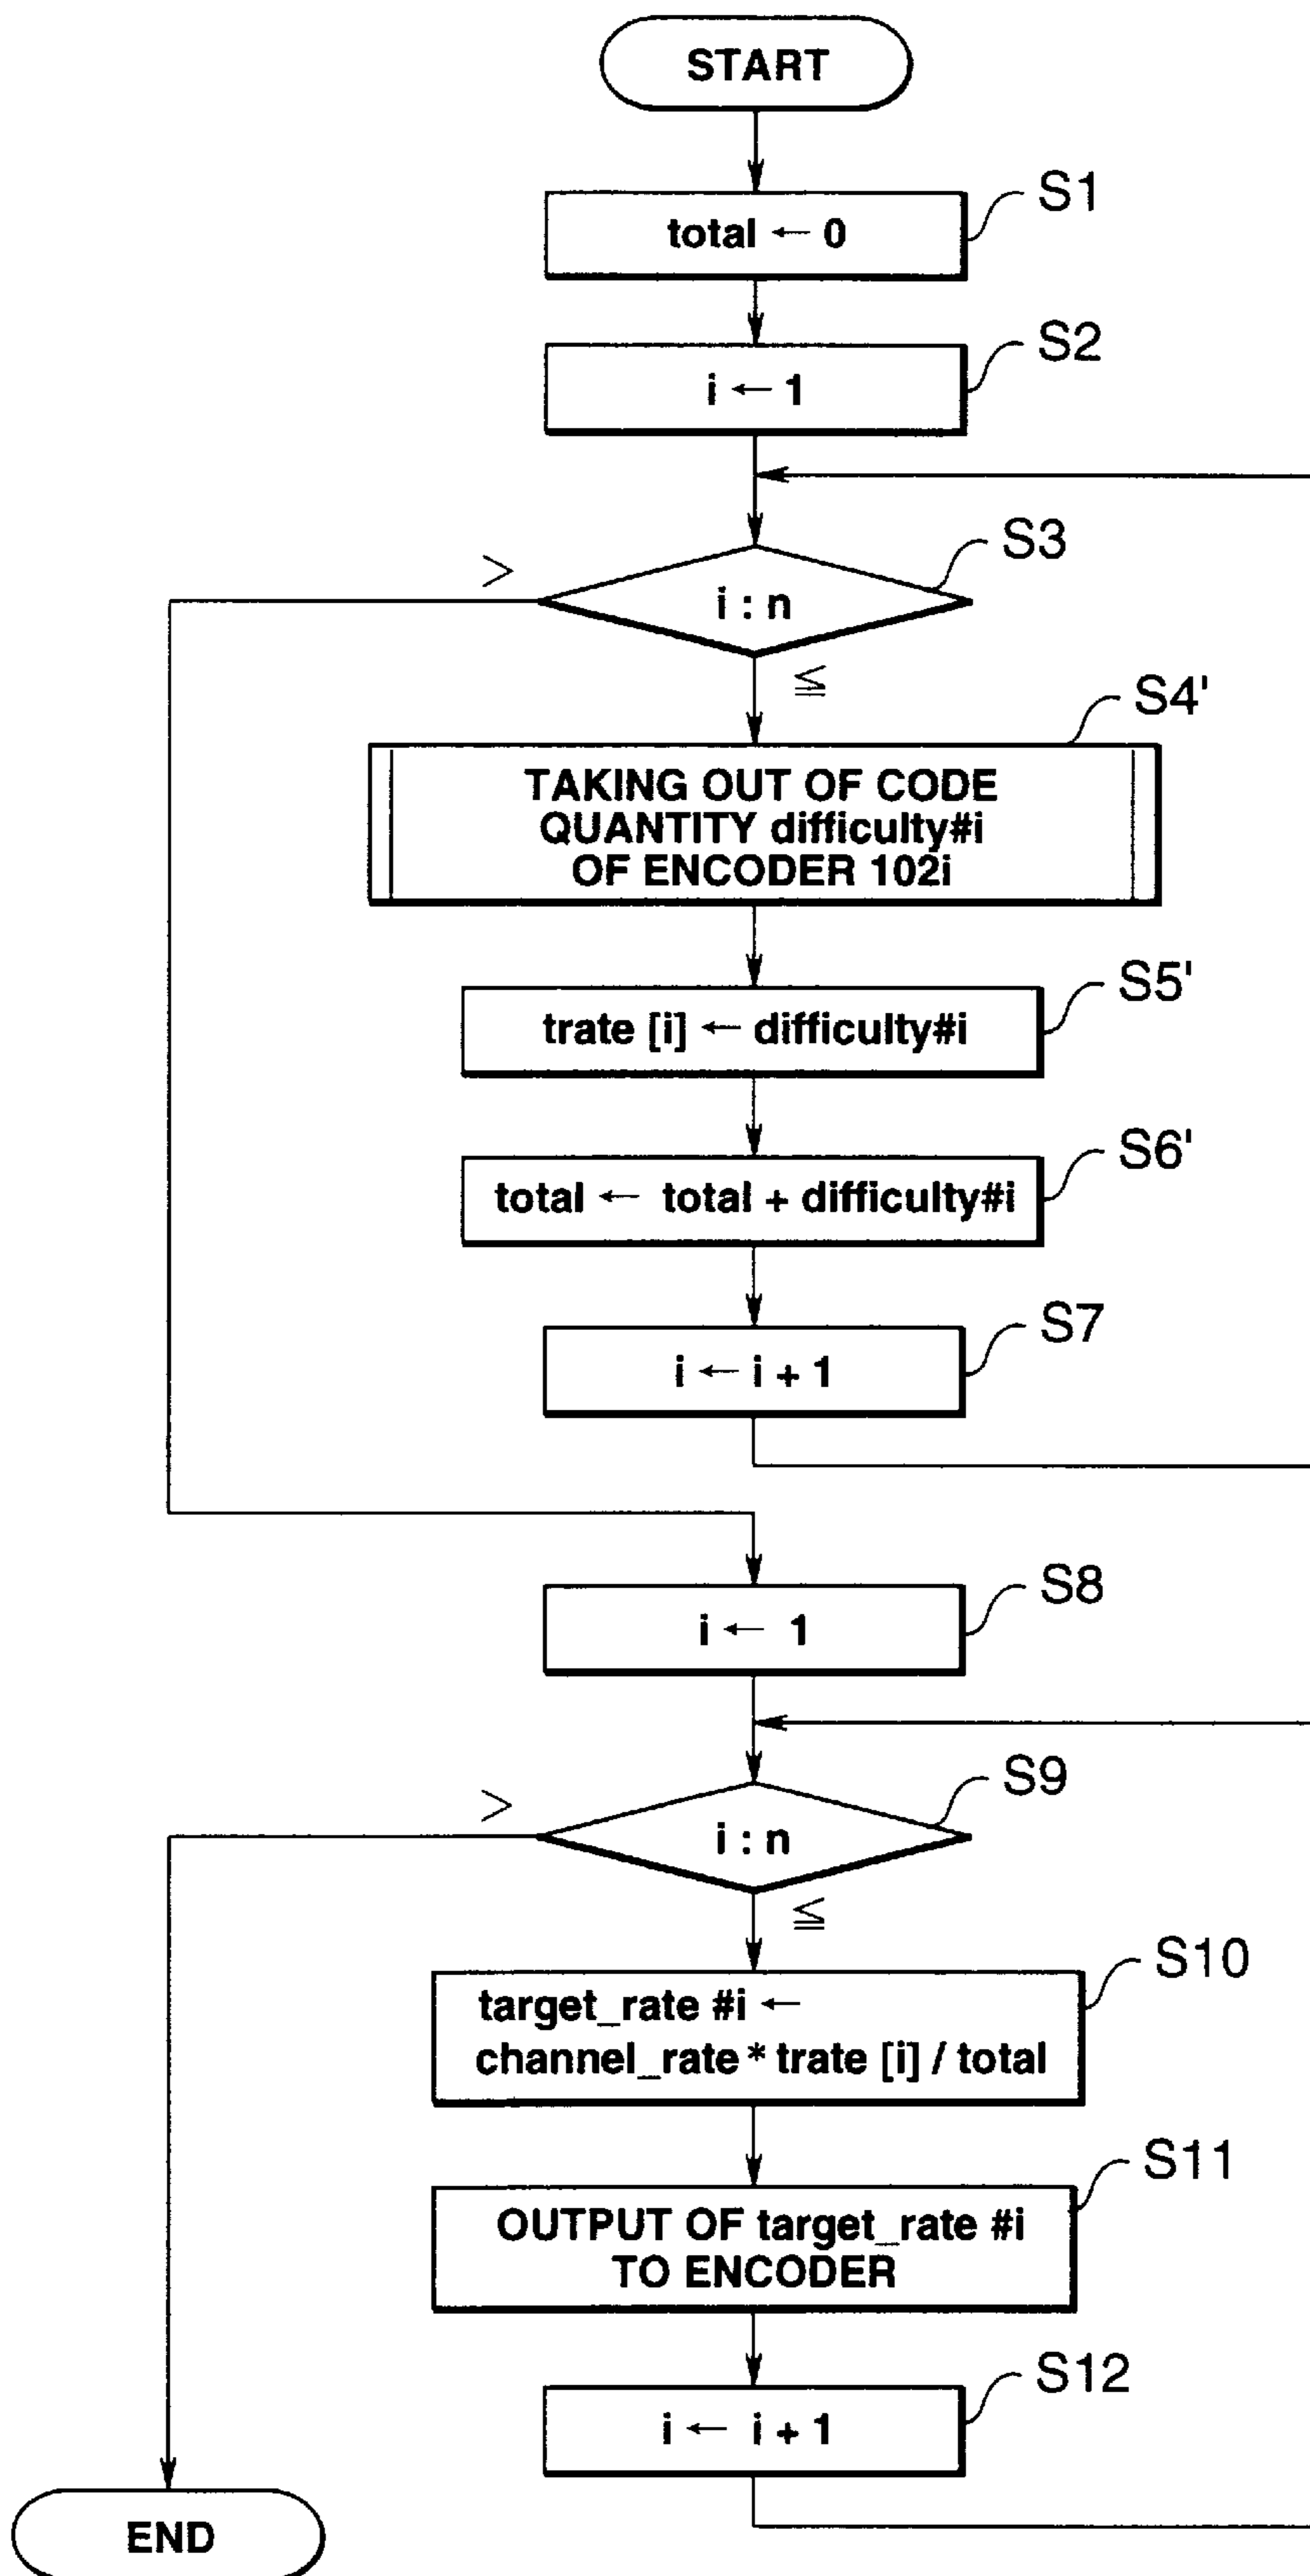 START
S1
total ← 0
S2
i ← 1
S3
>
i : n
≦
S4'
TAKING OUT OF CODE
QUANTITY difficulty#i
OF ENCODER 102i
S5'
trate [i] ← difficulty#i
S6'
total ← total + difficulty#i
S7
i ← i + 1
S8
i ← 1
S9
>
i : n
≦
S10
target_rate #i ←
channel_rate * trate [i] / total
S11
OUTPUT OF target_rate #i
TO ENCODER
S12
i ← i + 1
END